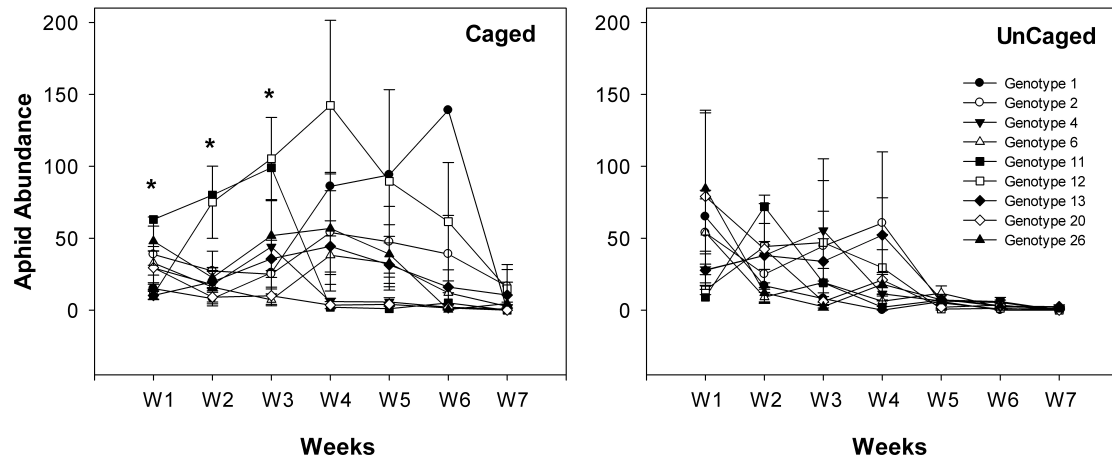 Caged
UnCaged
Aphid Abundance
200
150
100
50
0
*
*
*
W1 W2 W3 W4 W5 W6 W7
Weeks
200
150
100
50
0
Genotype 1
Genotype 2
Genotype 4
Genotype 6
Genotype 11
Genotype 12
Genotype 13
Genotype 20
Genotype 26
W1 W2 W3 W4 W5 W6 W7
Weeks